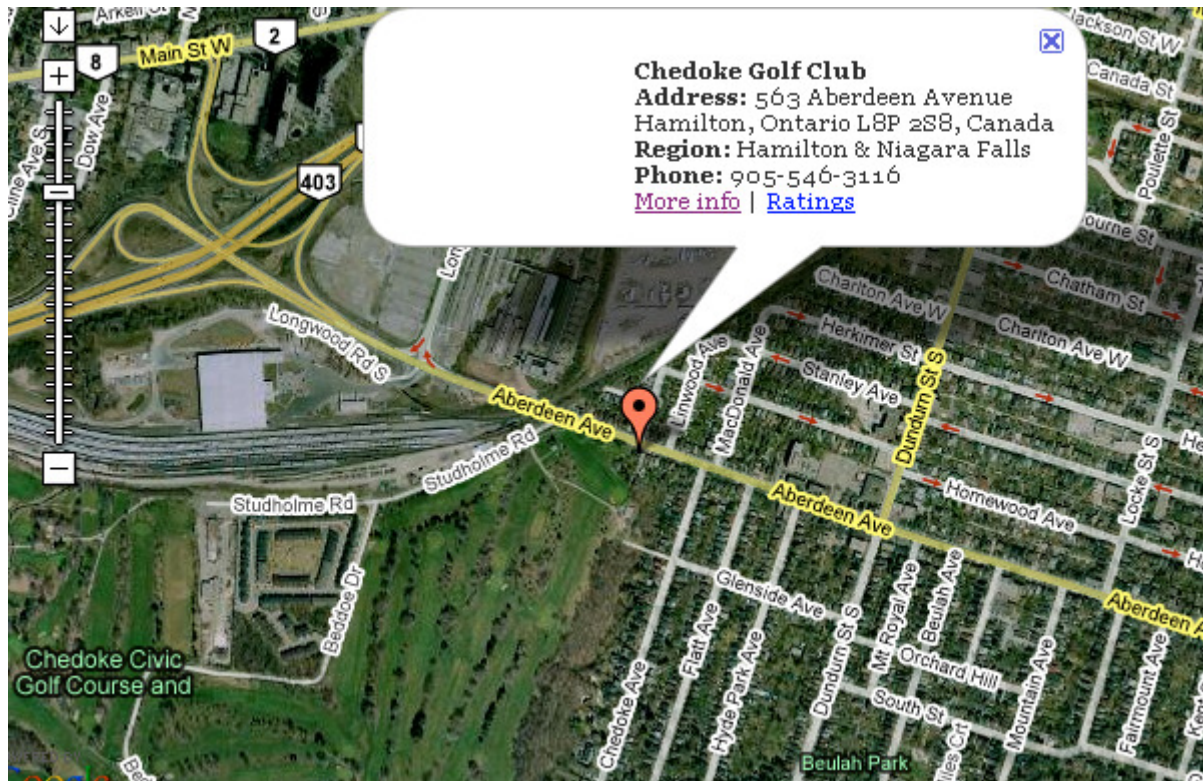 Arkell St
Main St W
2
8
Dow Ave
403
Chedoke Golf Club
Address: 563 Aberdeen Avenue
Hamilton, Ontario L8P 2S8, Canada
Region: Hamilton & Niagara Falls
Phone: 905-546-3116
More info | Ratings
Jackson St W
Canada St
Poulette St
ourne St
Chatham St
Charlton Ave W
Charlton Ave W
Herkimer St
Stanley Ave
Linwood Ave
MacDonald Ave
Dundurn St S
Locke St S
Longwood Rd S
Aberdeen Ave
Studholme Rd
Studholme Rd
Aberdeen Ave
Homewood Ave
Beddoe Dr
Glenside Ave
Aberdeen A
Flatt Ave
Hyde Park Ave
Dundurn St S
Mt Royal Ave
Beulah Ave
Orchard Hill
South St
Mountain Ave
Fairmount Ave
Chedoke Ave
Chedoke Civic
Golf Course and
Beulah Park